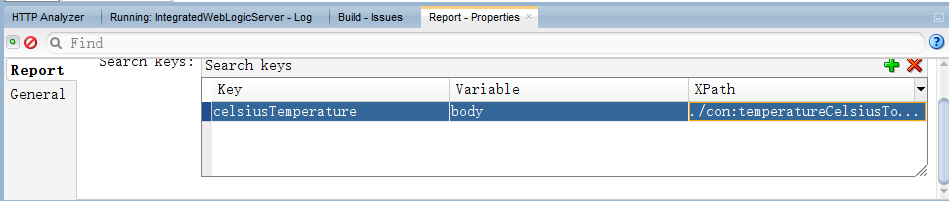 HTTP Analyzer Running: IntegratedWebLogicServer - Log Build - Issues Report - Properties
Find
Report Search keys: Search keys
General
Key Variable XPath
celsiusTemperature body ./con:temperatureCelsiusTo...